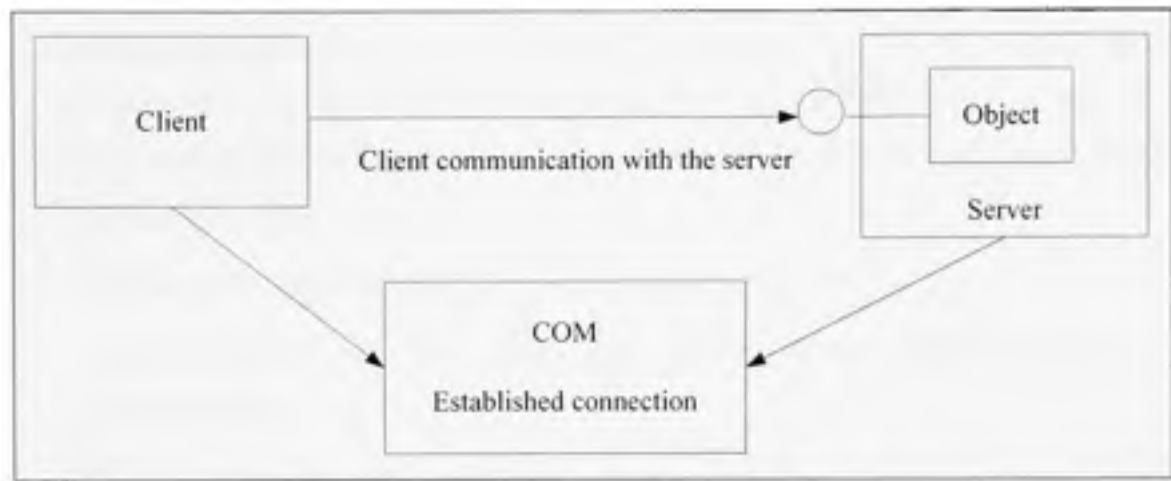 Client
Object
Client communication with the server
Server
COM
Established connection